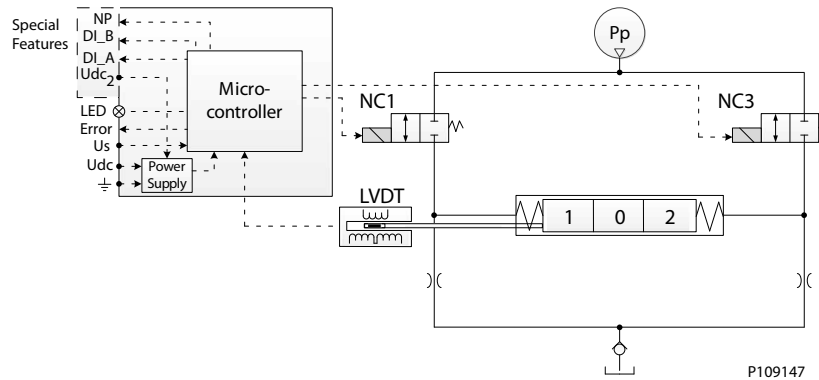 Special
Features
NP
DI_B
DI_A
Udc2
LED
Error
Us
Udc
Micro-
controller
Power
Supply
Pp
NC1
NC3
LVDT
1 0 2
P109147